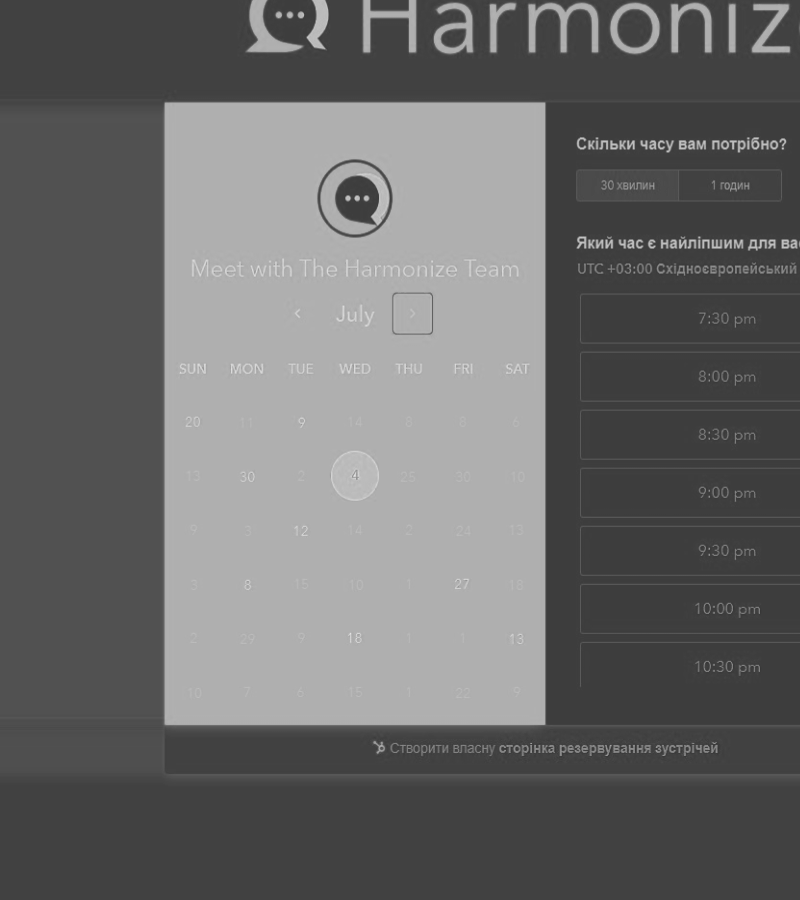 Harmoniz
Скільки часу вам потрібно?
30 хвилин 1 годин
Meet with The Harmonize Team
Який час є найліпшим для ва
UTC +03:00 Східноєвропейський
July
7:30 pm
SUN MON TUE WED THU FRI SAT
8:00 pm
20 11 9 14 8 8 6
8:30 pm
13 30 2 4 25 30 10
9:00 pm
9 3 12 14 2 24 13
9:30 pm
3 8 15 10 1 27 18
10:00 pm
2 29 9 18 1 1 13
10:30 pm
10 7 6 15 1 22 9
Створити власну сторінка резервування зустрічей